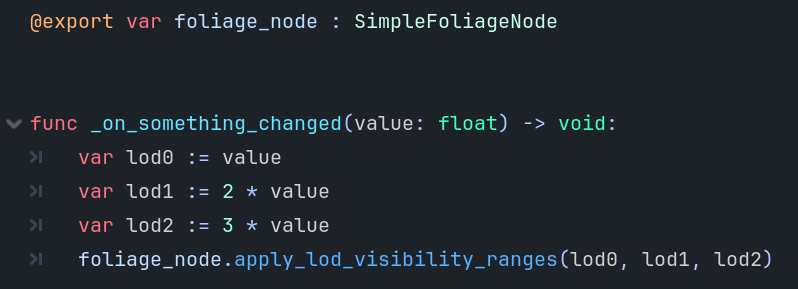 @export var foliage_node : SimpleFoliageNode
func _on_something_changed(value: float) -> void:
var lod0 := value
var lod1 := 2 * value
var lod2 := 3 * value
foliage_node.apply_lod_visibility_ranges(lod0, lod1, lod2)